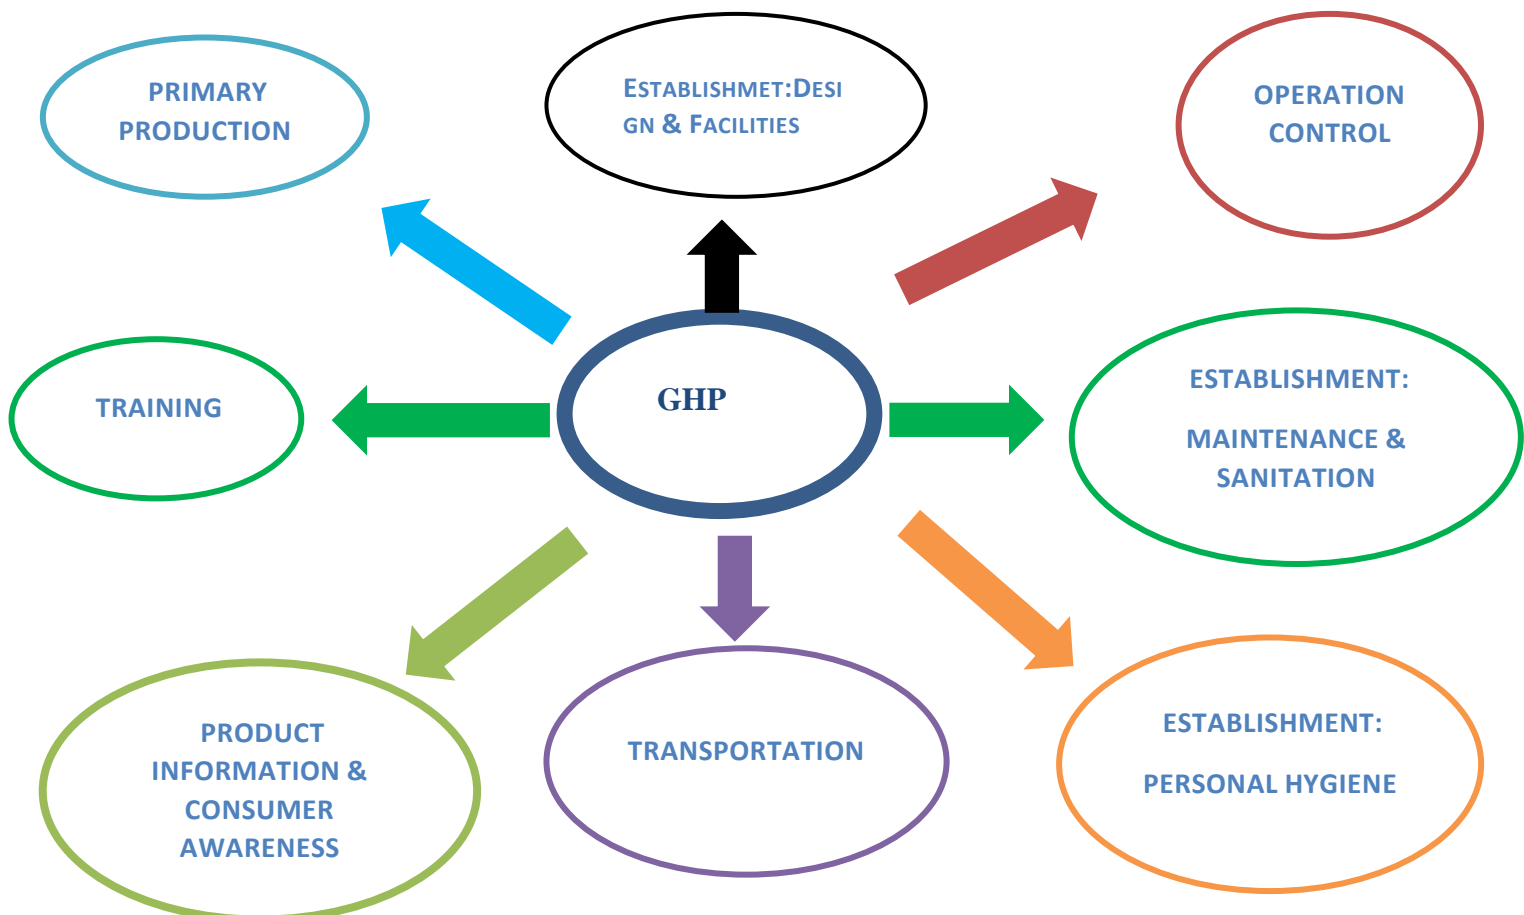 PRIMARY
PRODUCTION
ESTABLISHMET:DESI
GN & FACILITIES
OPERATION
CONTROL
TRAINING
GHP
ESTABLISHMENT:
MAINTENANCE &
SANITATION
PRODUCT
INFORMATION &
CONSUMER
AWARENESS
TRANSPORTATION
ESTABLISHMENT:
PERSONAL HYGIENE